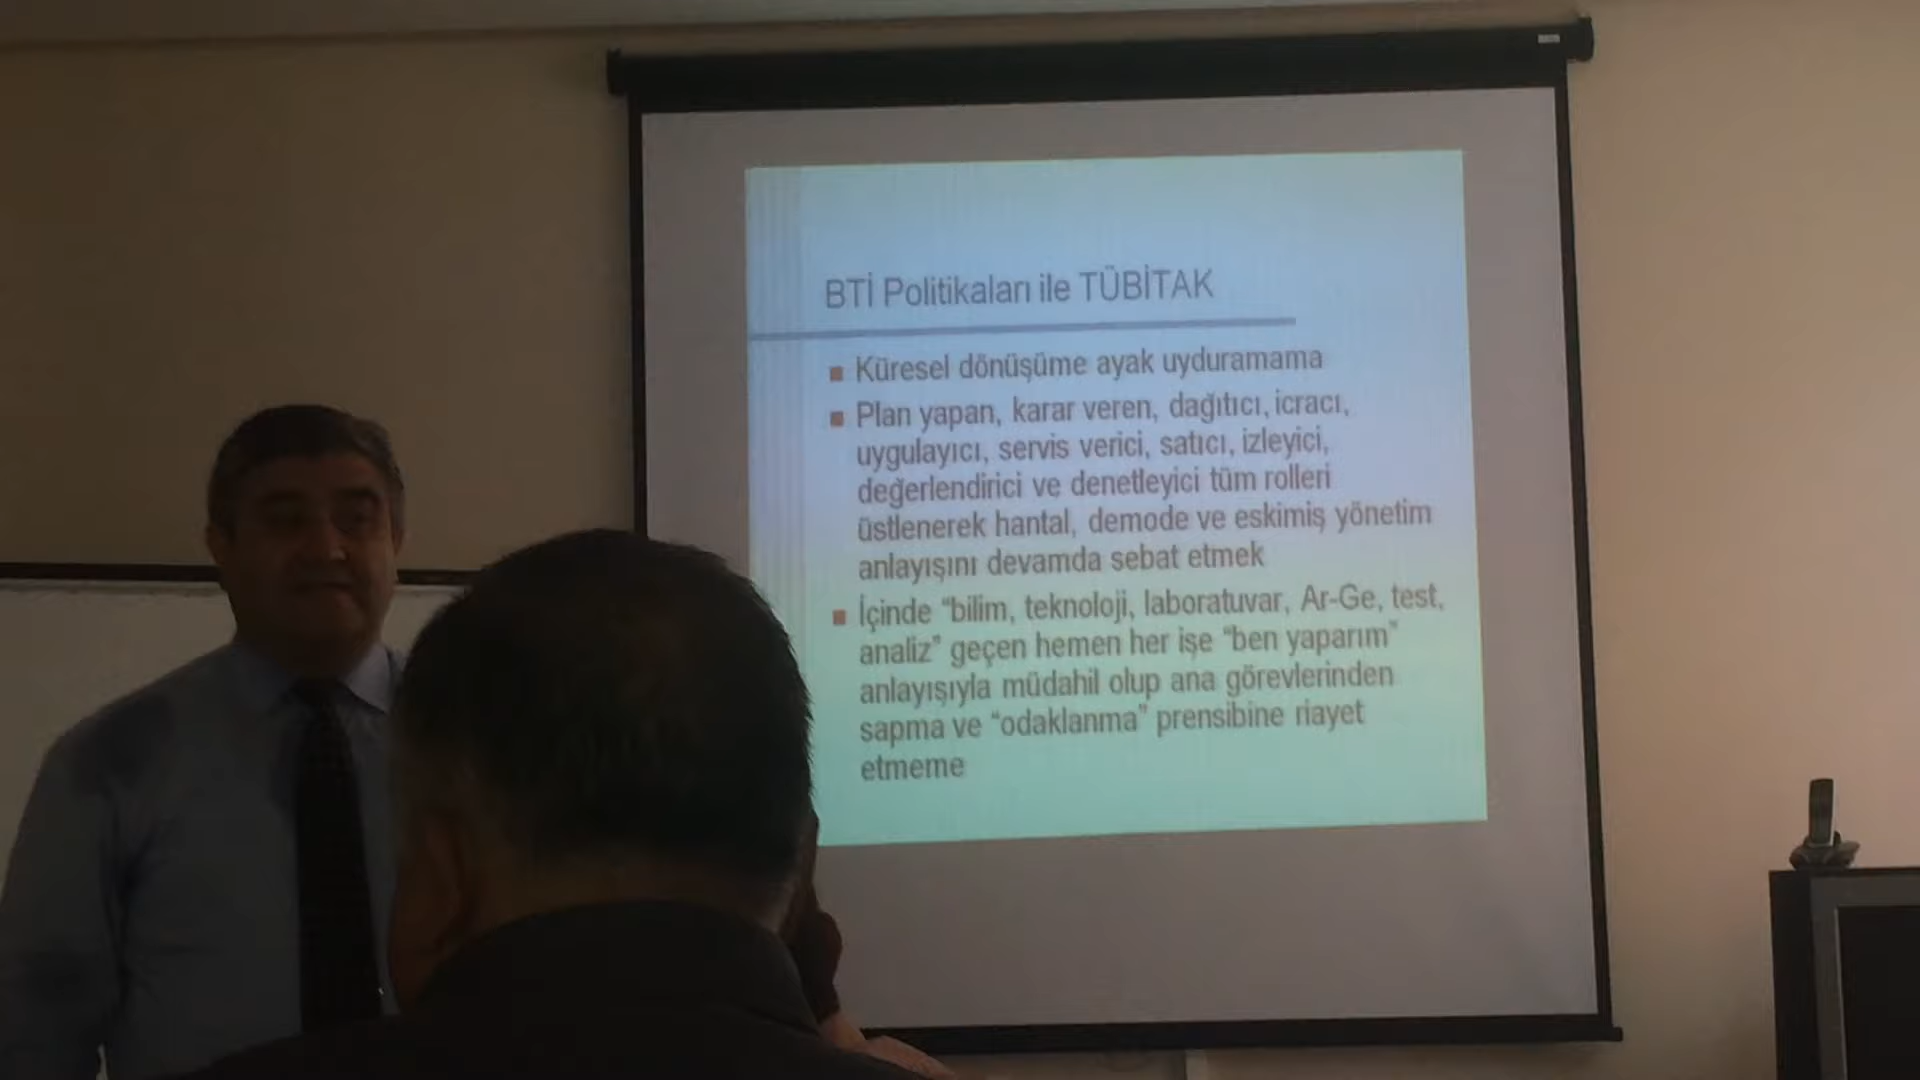 BTİ Politikaları ile TÜBİTAK
Küresel dönüşüme ayak uyduramama
Plan yapan, karar veren, dağıtıcı, icracı,
uygulayıcı, servis verici, satıcı, izleyici,
değerlendirici ve denetleyici tüm rolleri
üstlenerek hantal, demode ve eskimiş yönetim
anlayışını devamda sebat etmek
İçinde “bilim, teknoloji, laboratuvar, Ar-Ge, test,
analiz” geçen hemen her işe “ben yaparım”
anlayışıyla müdahil olup ana görevlerinden
sapma ve “odaklanma” prensibine riayet
etmeme